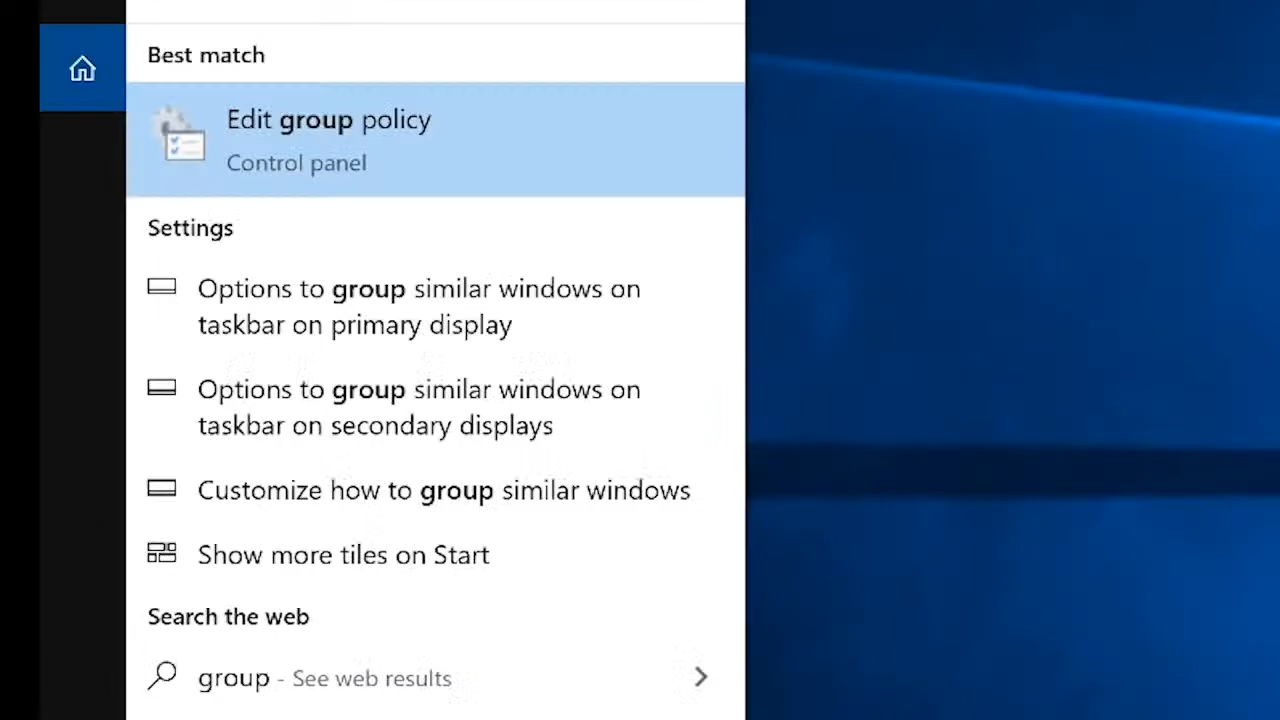 Best match
Edit group policy
Control panel
Settings
Options to group similar windows on
taskbar on primary display
Options to group similar windows on
taskbar on secondary displays
Customize how to group similar windows
Show more tiles on Start
Search the web
group - See web results